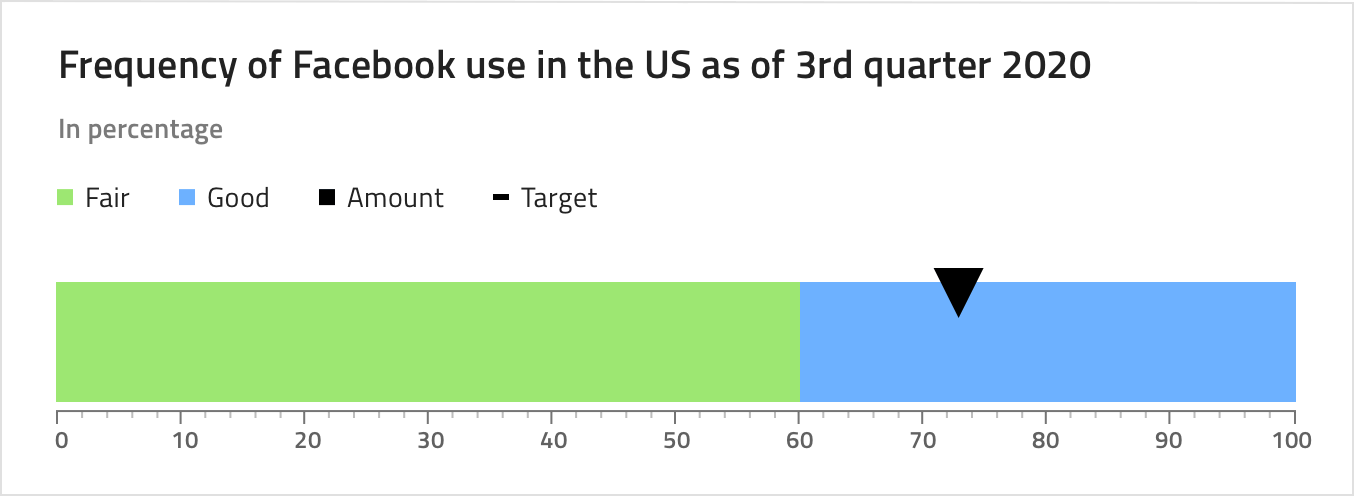 Frequency of Facebook use in the US as of 3rd quarter 2020
In percentage
Fair Good Amount Target
0 10 20 30 40 50 60 70 80 90 100